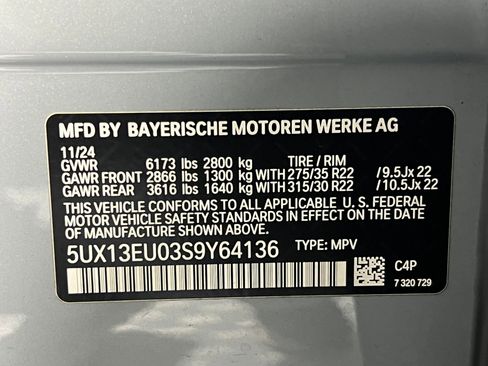 MFD BY BAYERISCHE MOTOREN WERKE AG
11/24
GVWR 6173 lbs 2800 kg TIRE / RIM
GAWR FRONT 2866 lbs 1300 kg WITH 275/35 R22 / 9.5Jx 22
GAWR REAR 3616 lbs 1640 kg WITH 315/30 R22 / 10.5Jx 22
THIS VEHICLE CONFORMS TO ALL APPLICABLE U. S. FEDERAL
MOTOR VEHICLE SAFETY STANDARDS IN EFFECT ON THE
DATE OF MANUFACTURE SHOWN ABOVE.
5UX13EU03S9Y64136 TYPE: MPV
C4P
7 320 729